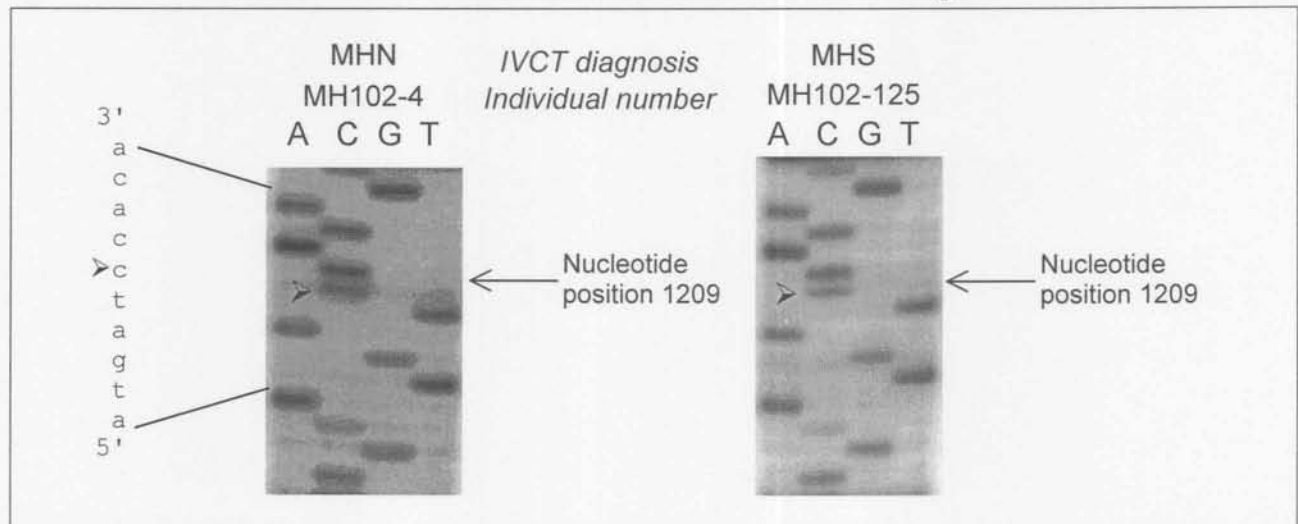 MHN
MH102-4
A C G T
IVCT diagnosis
Individual number
MHS
MH102-125
A C G T
3'
a
c
a
c
c
c
t
a
g
t
a
5'
Nucleotide
position 1209
Nucleotide
position 1209